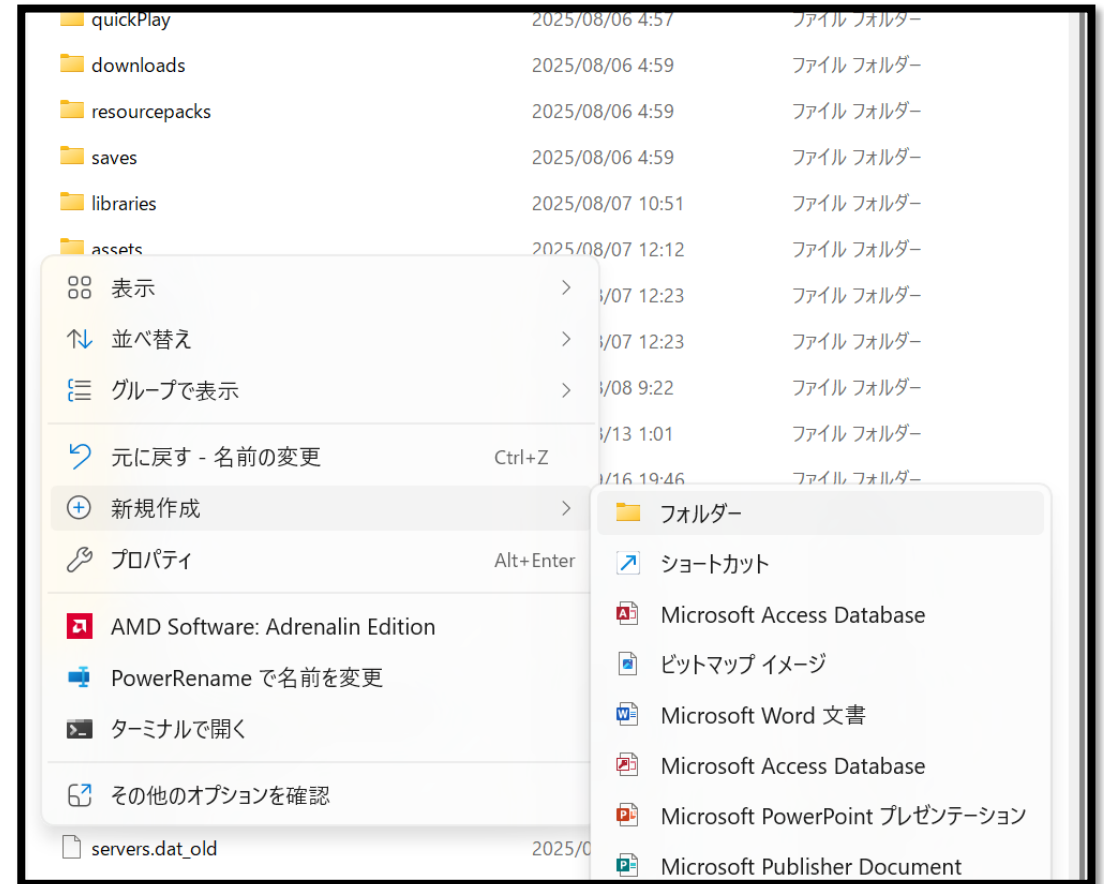 quickPlay 2025/08/06 4:57 ファイル フォルダー
downloads 2025/08/06 4:59 ファイル フォルダー
resourcepacks 2025/08/06 4:59 ファイル フォルダー
saves 2025/08/06 4:59 ファイル フォルダー
libraries 2025/08/07 10:51 ファイル フォルダー
assets 2025/08/07 12:12 ファイル フォルダー
/07 12:23 ファイル フォルダー
/07 12:23 ファイル フォルダー
/08 9:22 ファイル フォルダー
/13 1:01 ファイル フォルダー
/16 19:46 ファイル フォルダー
表示
並べ替え
グループで表示
元に戻す - 名前の変更 Ctrl+Z
新規作成
プロパティ Alt+Enter
AMD Software: Adrenalin Edition
PowerRename で名前を変更
ターミナルで開く
その他のオプションを確認
フォルダー
ショートカット
Microsoft Access Database
ビットマップ イメージ
Microsoft Word 文書
Microsoft Access Database
Microsoft PowerPoint プレゼンテーション
Microsoft Publisher Document
servers.dat_old 2025/0